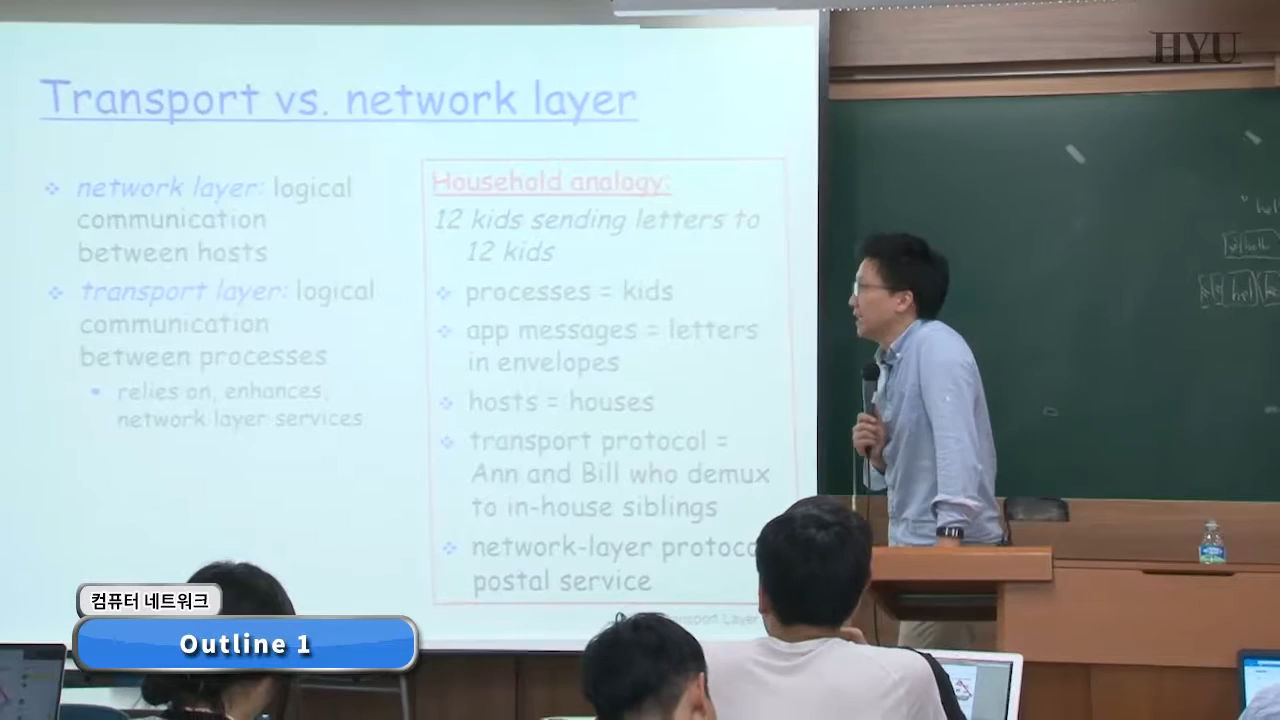 HYU
Transport vs. network layer
network layer: logical
communication
between hosts
transport layer: logical
communication
between processes
relies on, enhances,
network layer services
Household analogy:
12 kids sending letters to
12 kids
processes = kids
app messages = letters
in envelopes
hosts = houses
transport protocol =
Ann and Bill who demux
to in-house siblings
network-layer
postal service
Layer
컴퓨터 네트워크
Outline 1